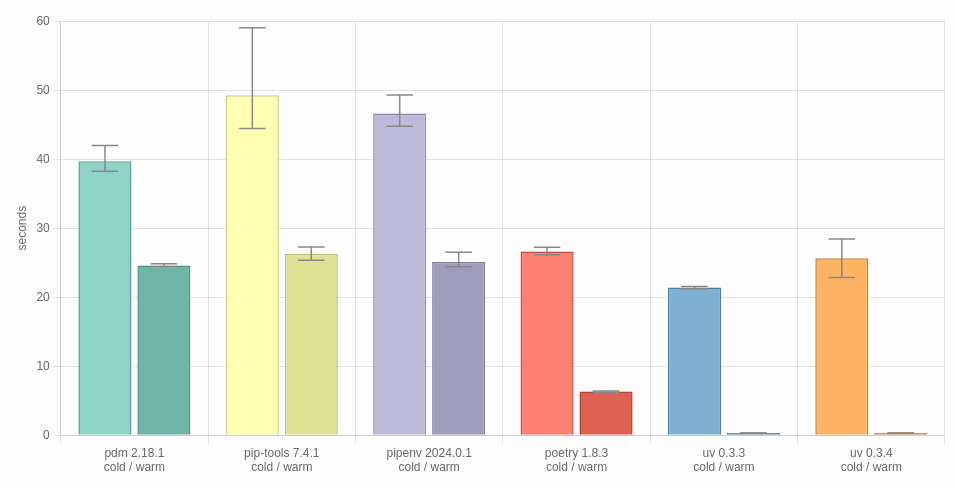 60
50
40
30
20
10
0
seconds
pdm 2.18.1
cold / warm
pip-tools 7.4.1
cold / warm
pipenv 2024.0.1
cold / warm
poetry 1.8.3
cold / warm
uv 0.3.3
cold / warm
uv 0.3.4
cold / warm